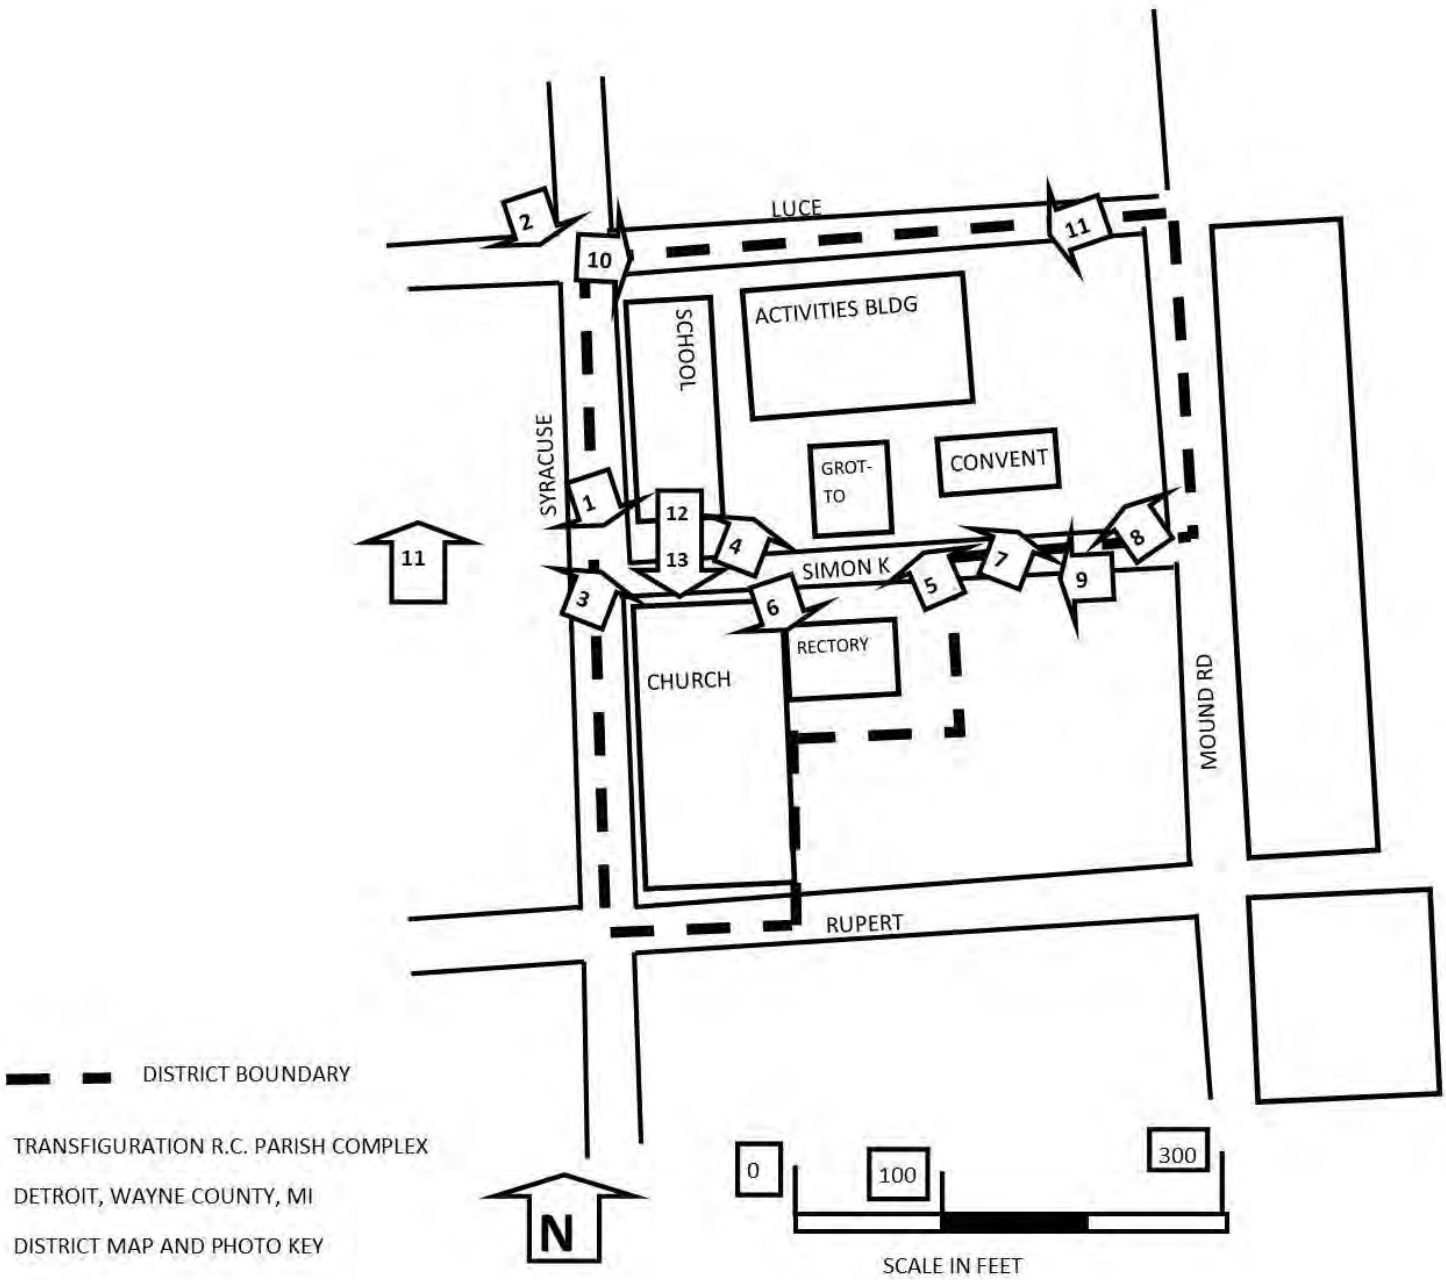 2
LUCE
11
10
ACTIVITIES BLDG
SCHOOL
SYRACUSE
GROT-
TO
CONVENT
1
12
13
4
11
SIMON K
7
8
5
9
3
6
RECTORY
CHURCH
MOUND RD
RUPERT
DISTRICT BOUNDARY
TRANSFIGURATION R.C. PARISH COMPLEX
DETROIT, WAYNE COUNTY, MI
DISTRICT MAP AND PHOTO KEY
N
0
100
300
SCALE IN FEET